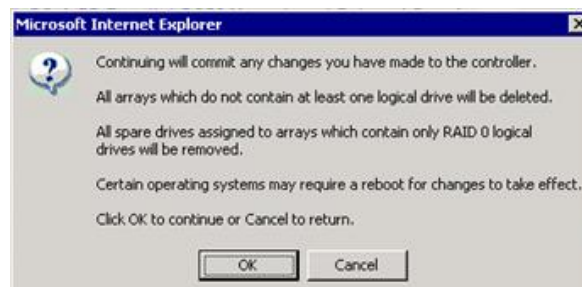 Microsoft Internet Explorer
Continuing will commit any changes you have made to the controller.
All arrays which do not contain at least one logical drive will be deleted.
All spare drives assigned to arrays which contain only RAID 0 logical
drives will be removed.
Certain operating systems may require a reboot for changes to take effect.
Click OK to continue or Cancel to return.
OK
Cancel